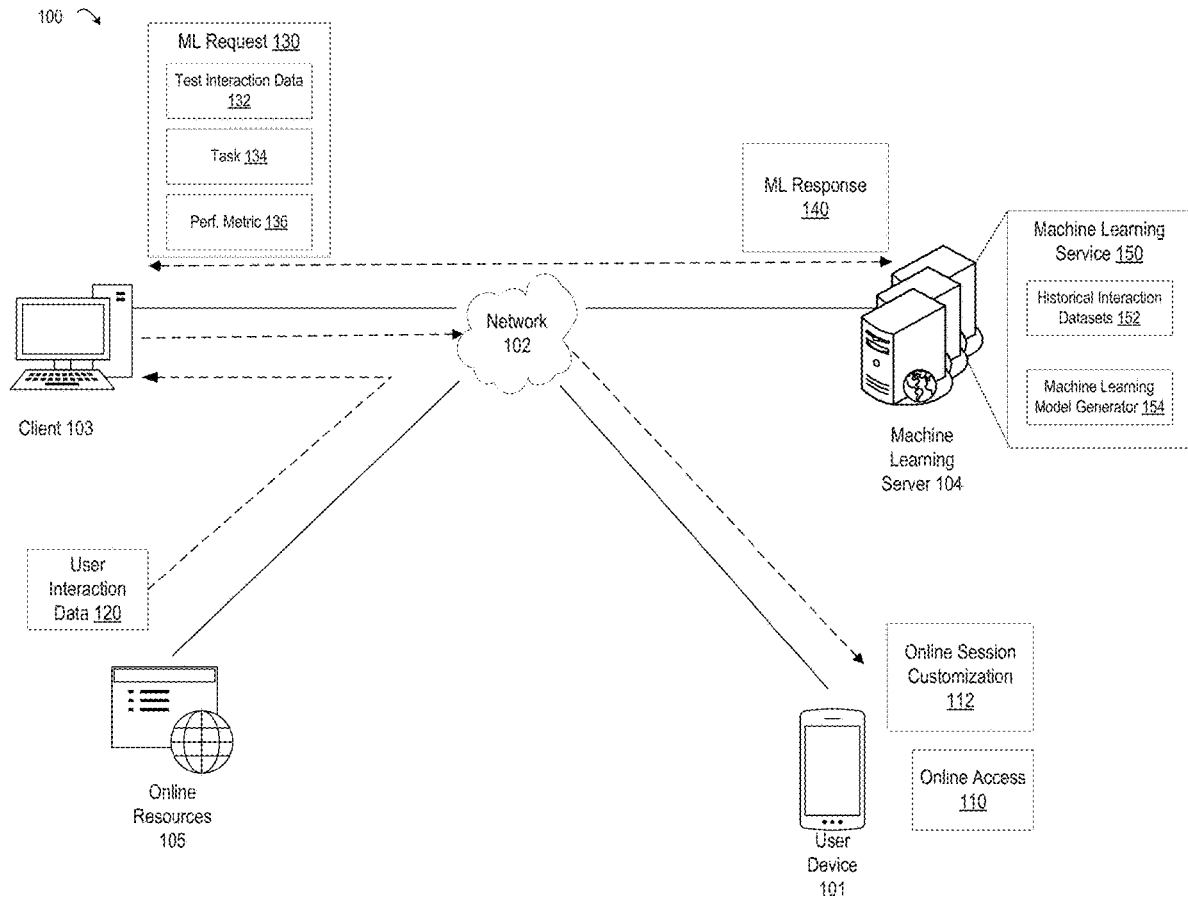 100
ML Request 130
Test Interaction Data
132
Task 134
Perf. Metric 136
ML Response
140
Machine Learning
Service 150
Historical Interaction
Datasets 152
Machine Learning
Model Generator 154
Network
102
Client 103
Machine
Learning
Server 104
User
Interaction
Data 120
Online Session
Customization
112
Online Access
110
Online
Resources
105
User
Device
101